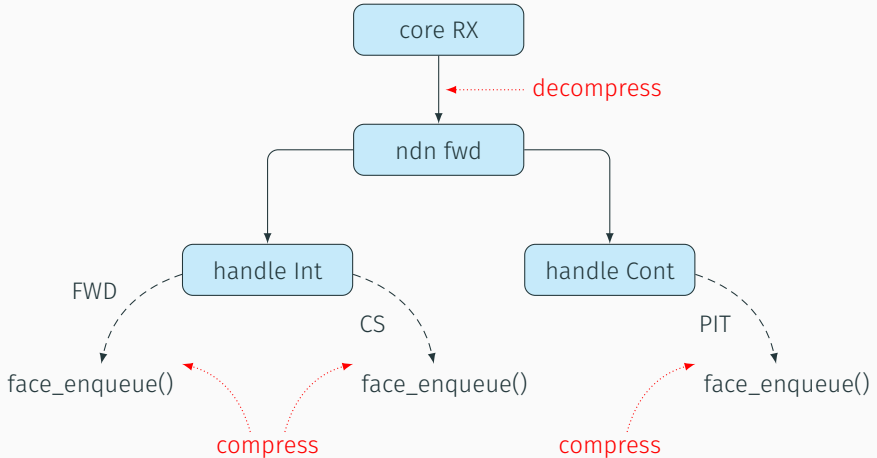 core RX
decompress
ndn fwd
handle Int
handle Cont
FWD
CS
PIT
face_enqueue()
face_enqueue()
face_enqueue()
compress
compress